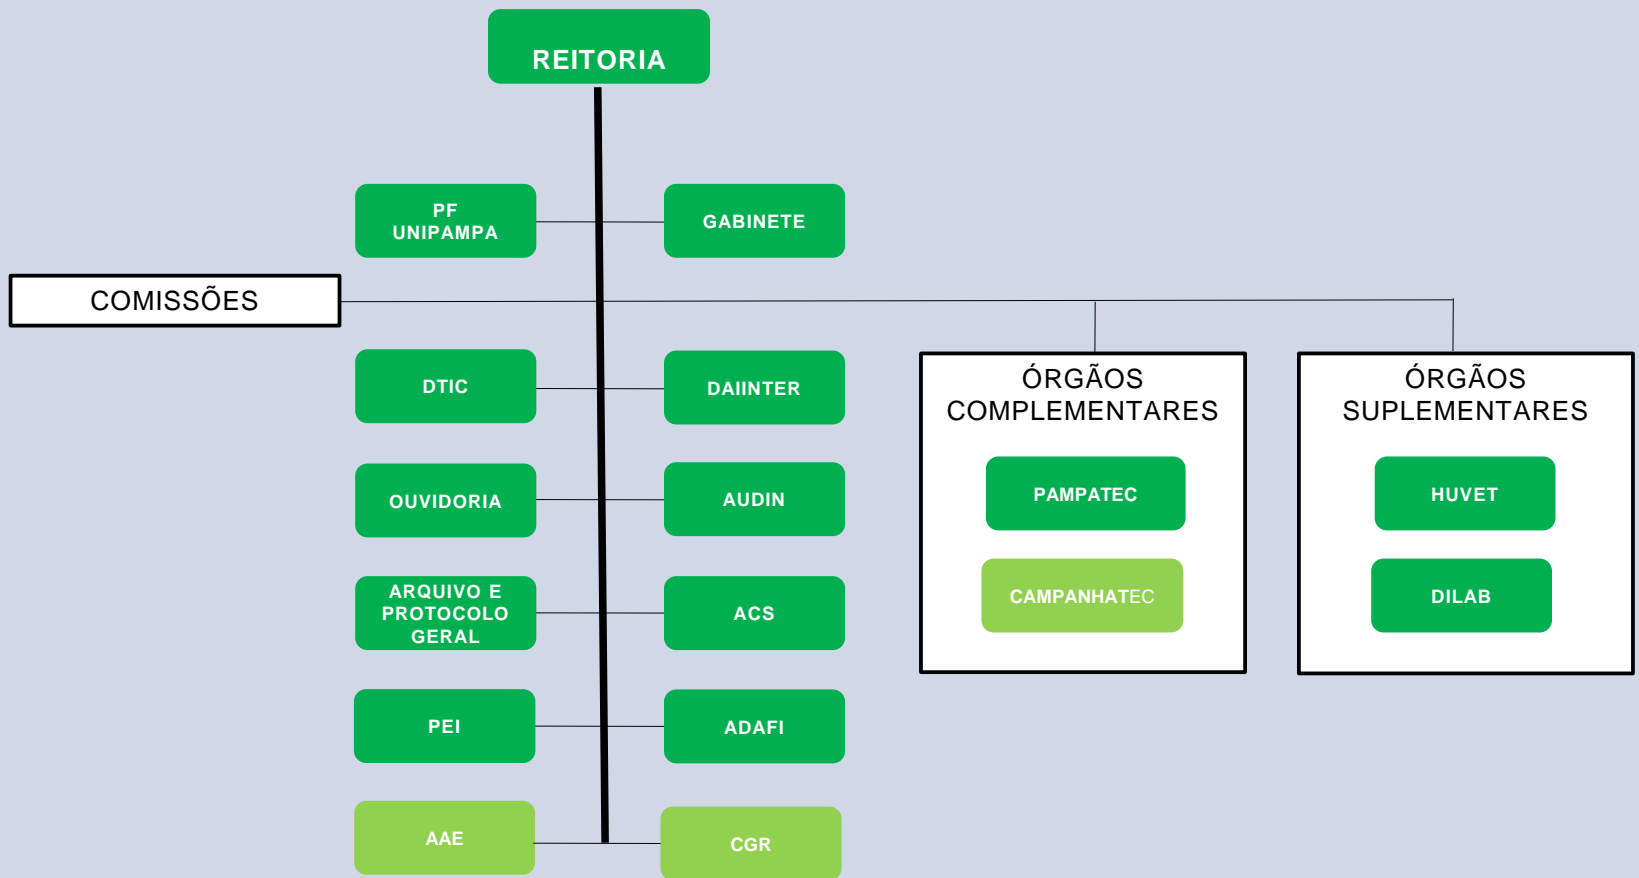 REITORIA
PF
UNIPAMPA
GABINETE
COMISSÕES
DTIC
DAIINTER
ÓRGÃOS
COMPLEMENTARES
ÓRGÃOS
SUPLEMENTARES
OUVIDORIA
AUDIN
PAMPATEC
HUVET
ARQUIVO E
PROTOCOLO
GERAL
ACS
CAMPANHATEC
DILAB
PEI
ADAFI
AAE
CGR